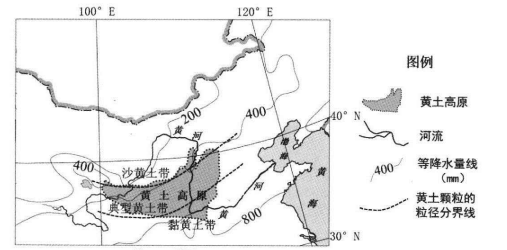 100° E
120° E
200
400
黄
河
渤
海
40° N
400
沙黄土带
黄土高原
典型黄土带
黏黄土带
黄
河
800
黄
海
30° N
图例
黄土高原
河流
400
等降水量线
(mm)
黄土颗粒的
粒径分界线